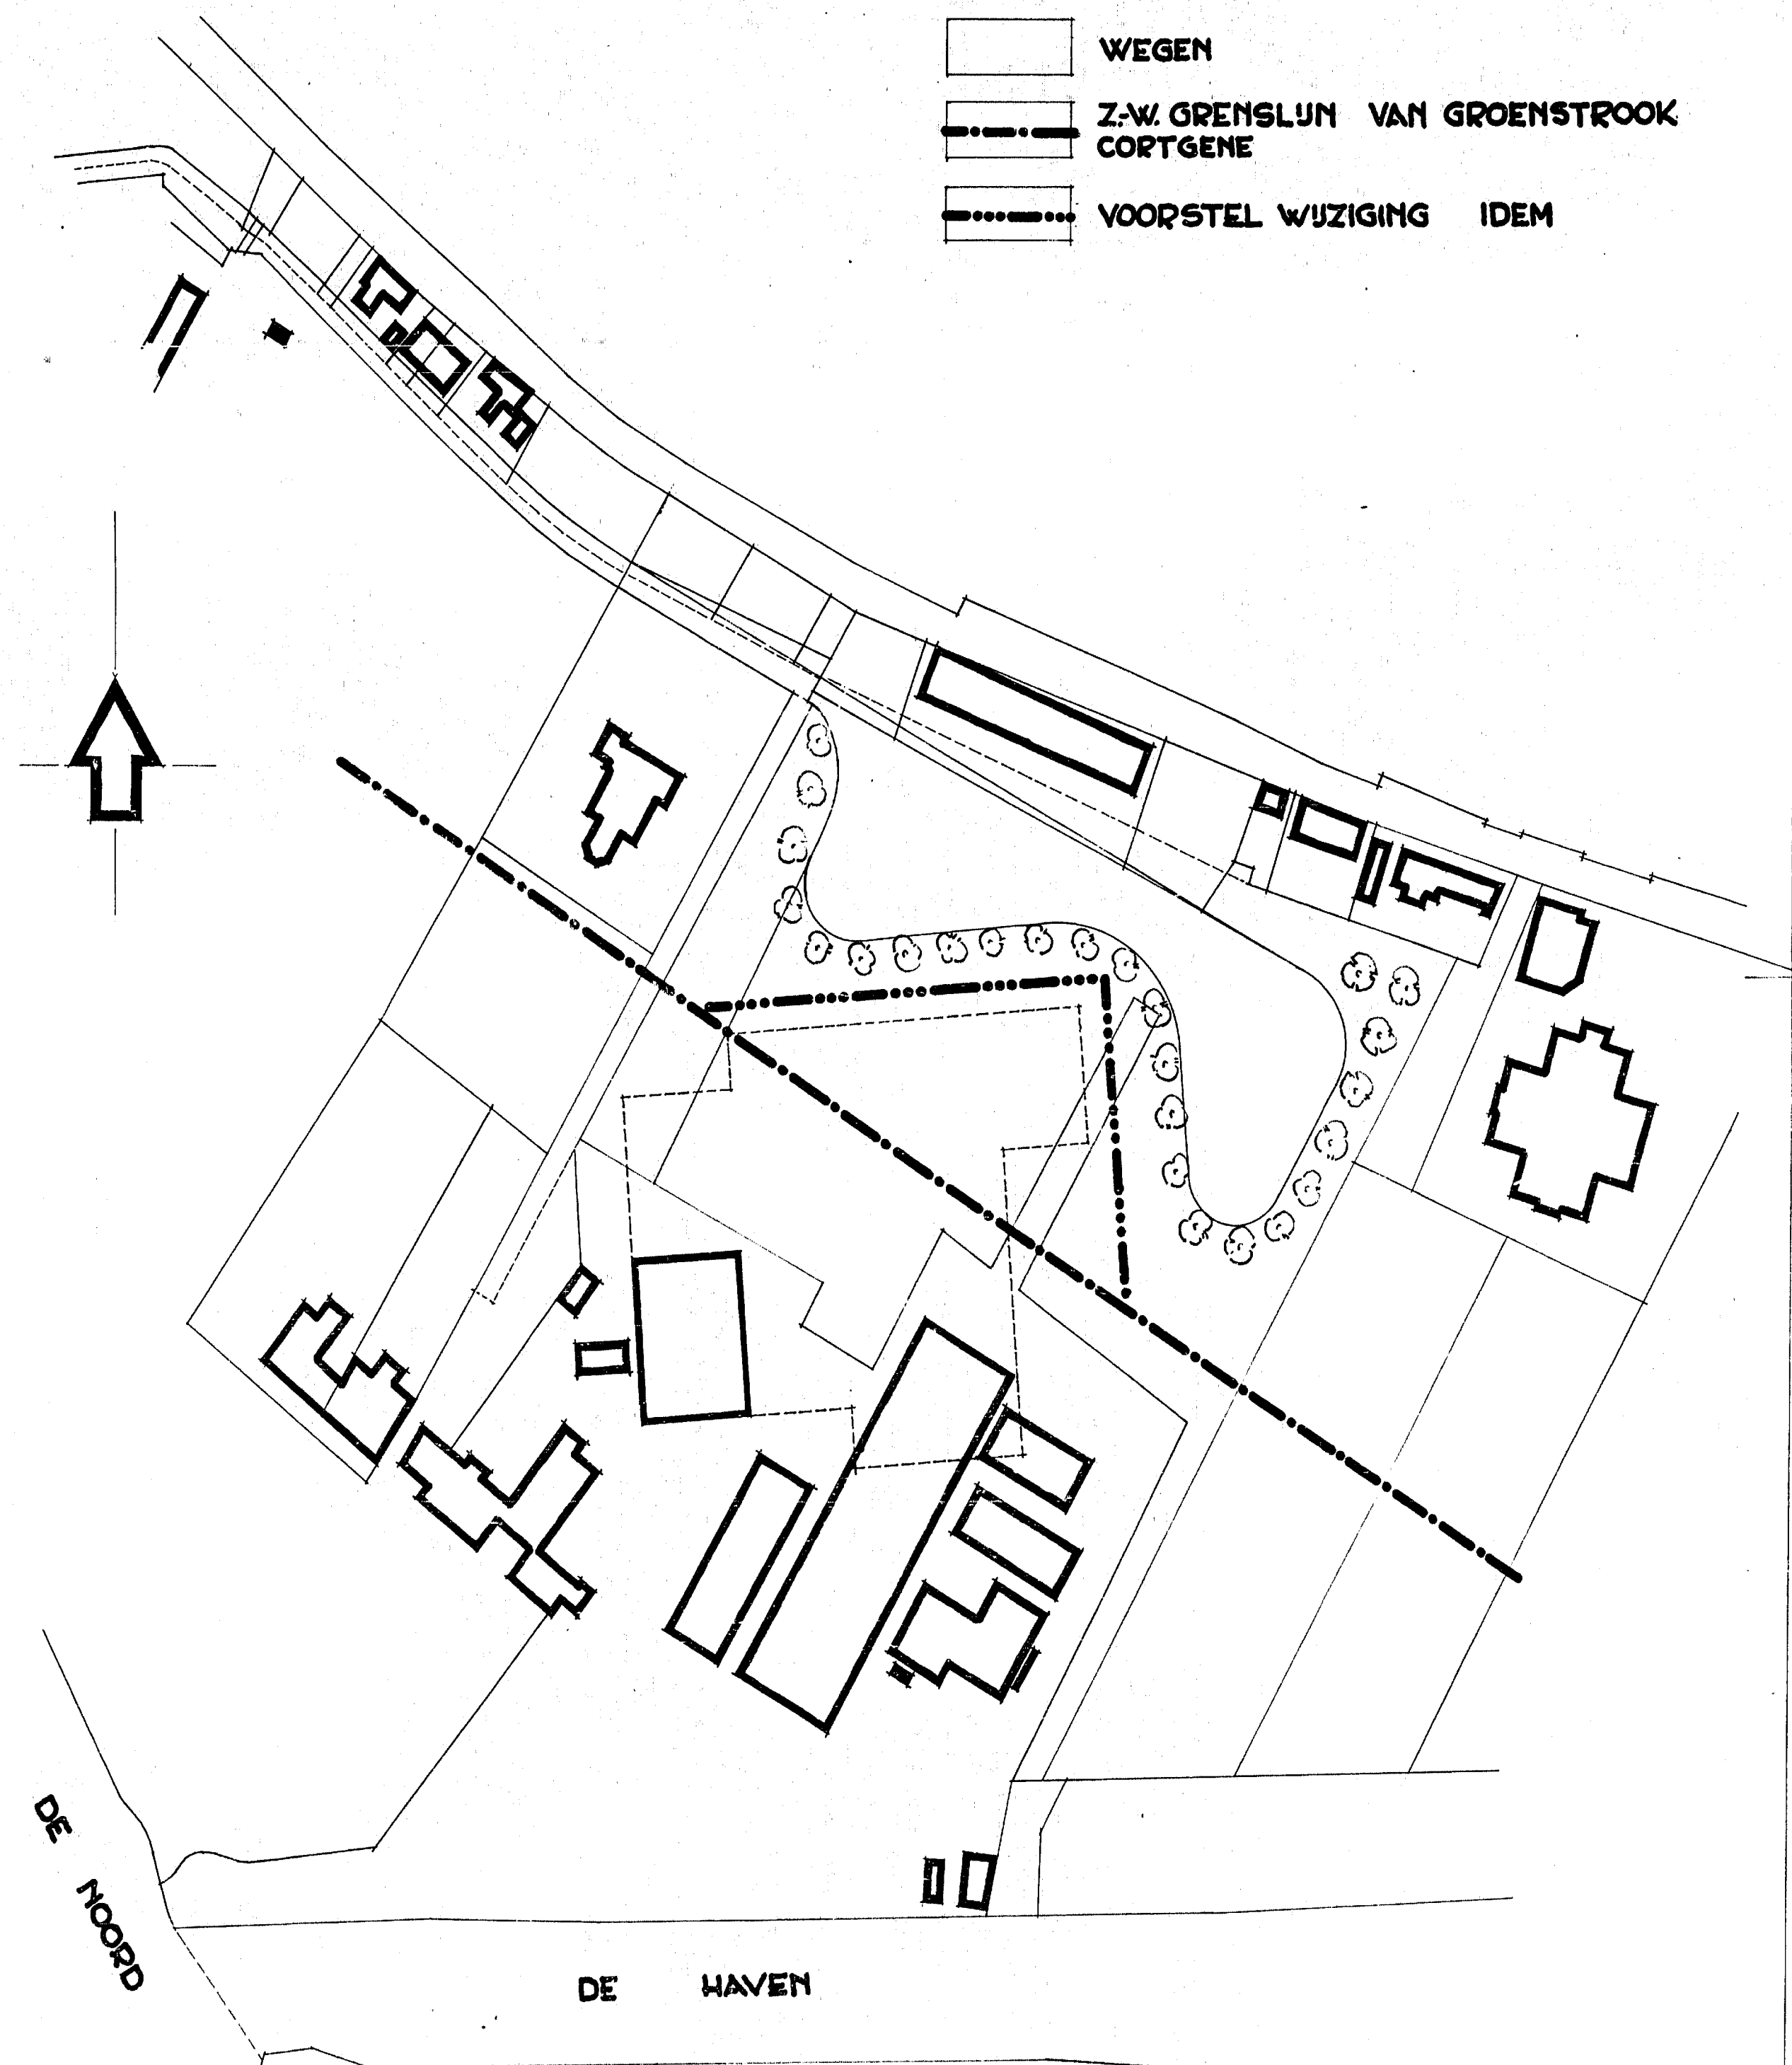 WEGEN
Z.-W. GRENSLIJN VAN GROENSTROOK
CORTGENE
VOORSTEL WIJZIGING IDEM
DE NOORD
DE HAVEN